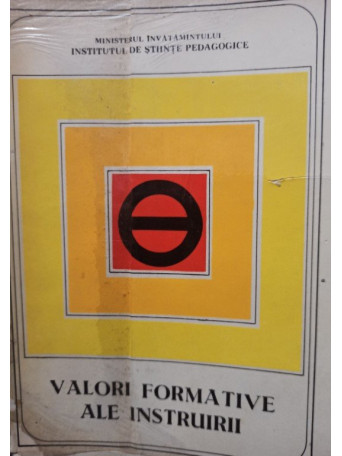 MINISTERUL ÎNVĂȚĂMÎNTULUI
INSTITUTUL DE ȘTIINȚE PEDAGOGICE
VALORI FORMATIVE
ALE INSTRUIRII